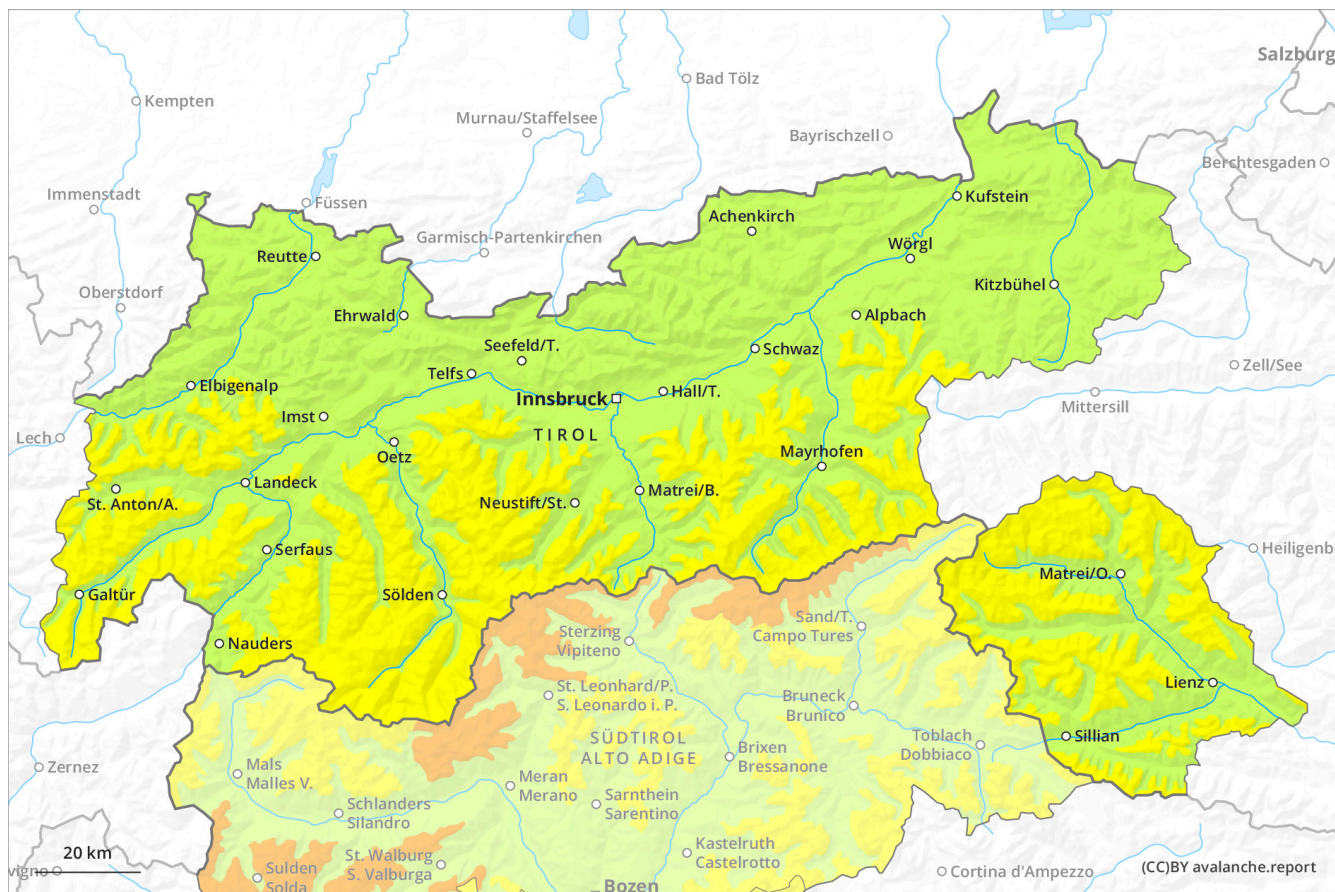 Salzburg
Bad Tölz
Kempten
Murnau/Staffelsee
Bayrischzell
Berchtesgaden
Immenstadt
Füssen
Kufstein
Achenkirch
Garmisch-Partenkirchen
Wörgl
Reutte
Kitzbühel
Oberstdorf
Ehrwald
Alpbach
Seefeld/T.
Schwaz
Zell/See
Telfs
Elbigenalp
Innsbruck
Hall/T.
Mittersill
Imst
TIROL
Lech
Oetz
Mayrhofen
Landeck
Matrei/B.
St. Anton/A.
Neustift/St.
Serfaus
Heiligenb
Matrei/O.
Galtür
Sölden
Sand/T.
Campo Tures
Sterzing
Vipiteno
Nauders
Lienz
St. Leonhard/P.
S. Leonardo i. P.
Bruneck
Brunico
SÜDTIROL
ALTO ADIGE
Toblach
Dobbiaco
Sillian
Brixen
Bressanone
Zernez
Mals
Malles V.
Meran
Merano
Schlanders
Silandro
Sarnthein
Sarentino
20 km
St. Walburg
S. Valburga
Kastelruth
Castelrotto
vigno
Sulden
Solda
Bozen
Cortina d'Ampezzo
(CC)BY avalanche.report